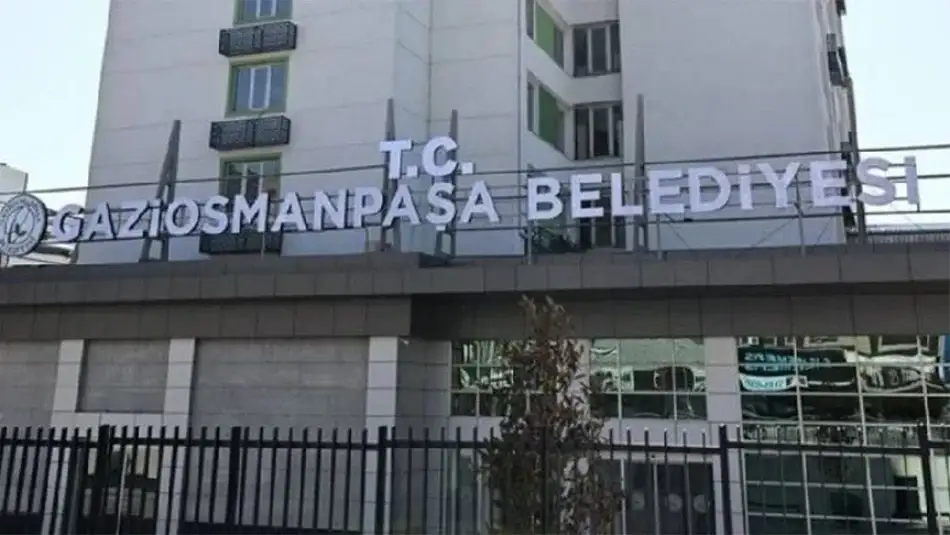 T.C.
GAZİOSMANPAŞA BELEDİYESİ